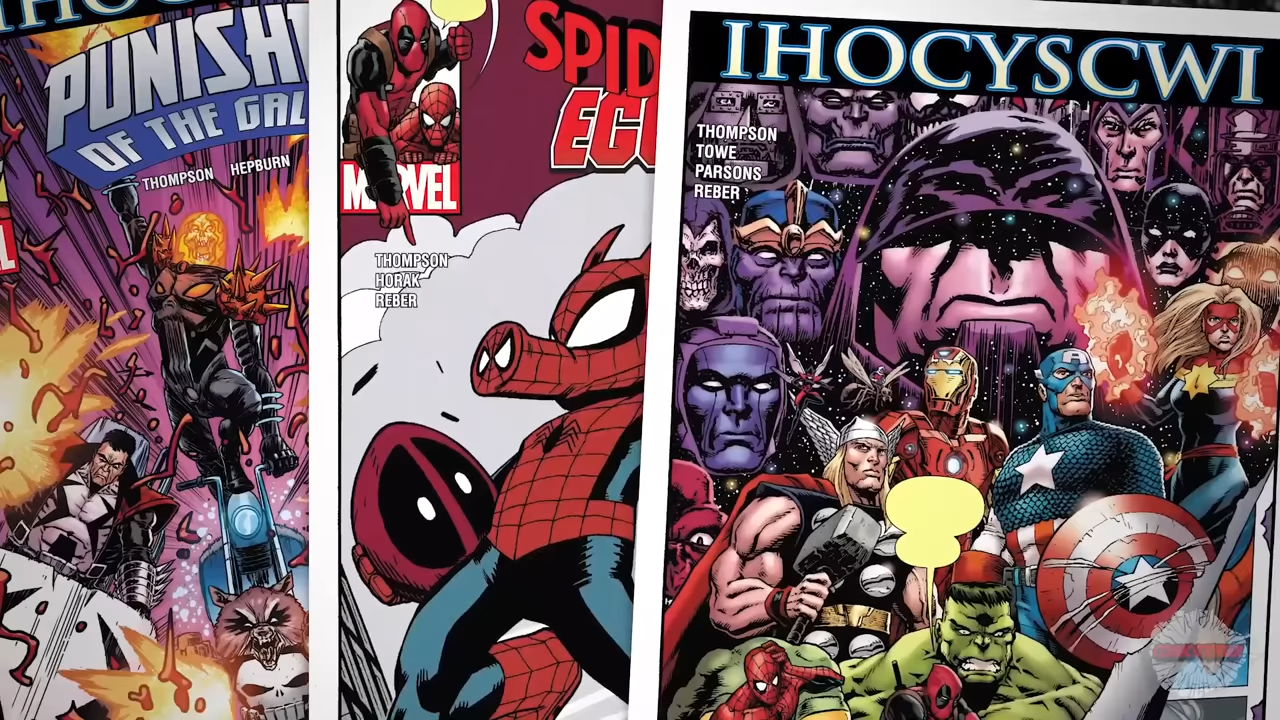 PUNISH
OF THE GAL
THOMPSON HEPBURN
SPID
EG
MARVEL
THOMPSON
HORAK
REBER
IHOCYSCWI
THOMPSON
TOWE
PARSONS
REBER